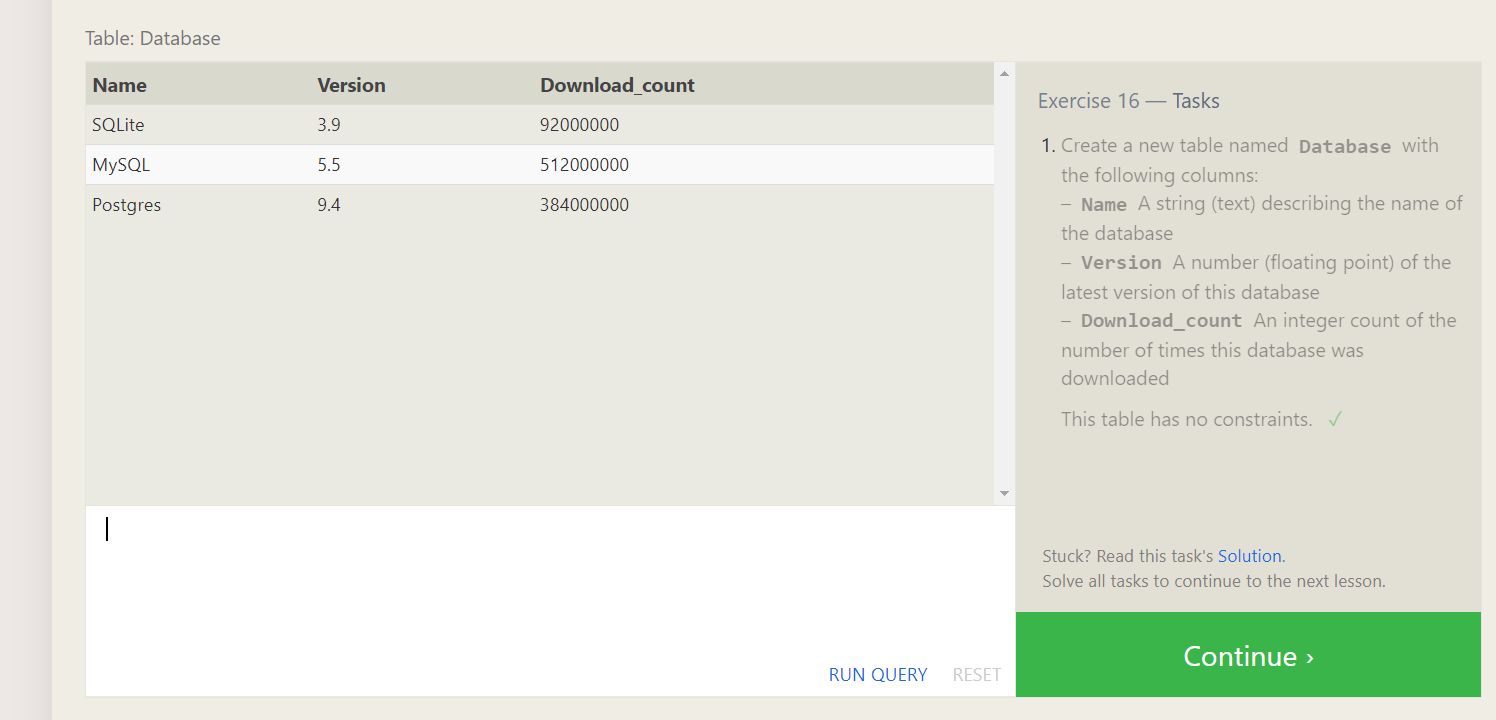 Table: Database
Name Version Download_count
SQLite 3.9 92000000
MySQL 5.5 512000000
Postgres 9.4 384000000
RUN QUERY RESET
Exercise 16 — Tasks
1. Create a new table named Database with
the following columns:
– Name A string (text) describing the name of
the database
– Version A number (floating point) of the
latest version of this database
– Download_count An integer count of the
number of times this database was
downloaded
This table has no constraints. ✓
Stuck? Read this task's Solution.
Solve all tasks to continue to the next lesson.
Continue ›